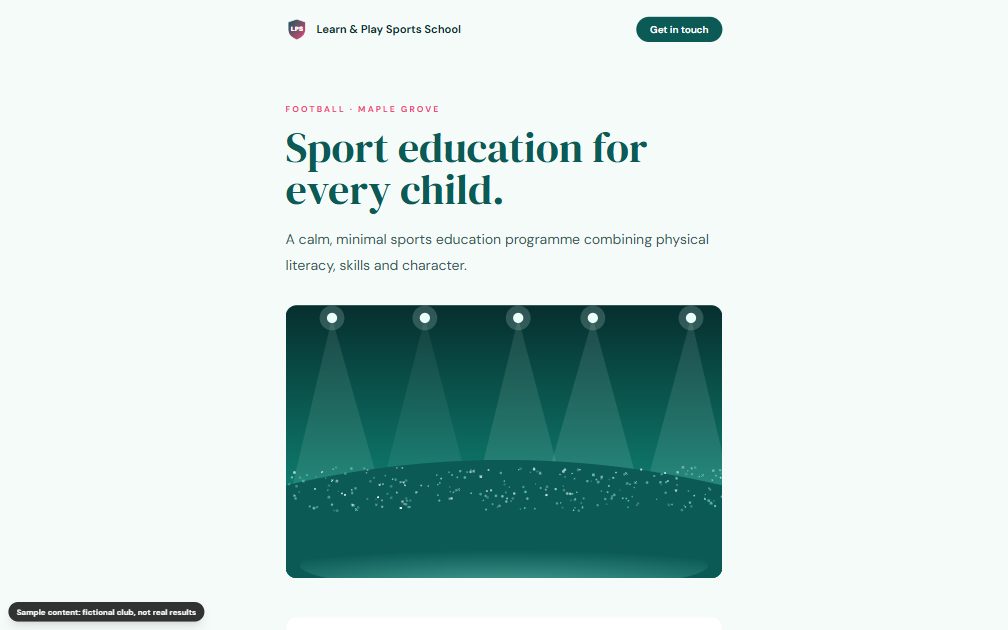 LPS
Learn & Play Sports School
Get in touch
FOOTBALL · MAPLE GROVE
Sport education for
every child.
A calm, minimal sports education programme combining physical
literacy, skills and character.
Sample content: fictional club, not real results